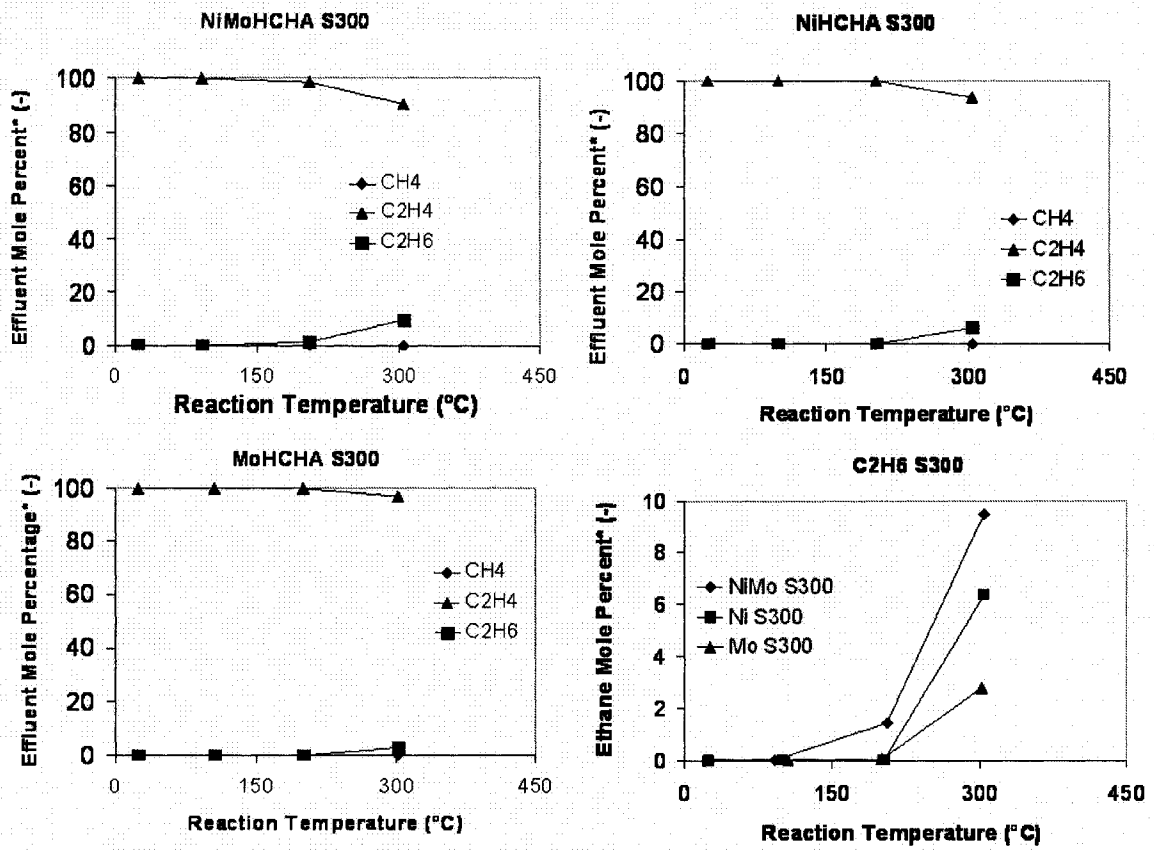 NiMoHCHA S300
Effluent Mole Percent* (-)
100
80
60
40
20
0
CH4
C2H4
C2H6
0 150 300 450
Reaction Temperature (°C)
NiHCHA S300
Effluent Mole Percent* (-)
100
80
60
40
20
0
CH4
C2H4
C2H6
0 150 300 450
Reaction Temperature (°C)
MoHCHA S300
Effluent Mole Percentage* (-)
100
80
60
40
20
0
CH4
C2H4
C2H6
0 150 300 450
Reaction Temperature (°C)
C2H6 S300
Ethane Mole Percent* (-)
10
8
6
4
2
0
NiMo S300
Ni S300
Mo S300
0 150 300 450
Reaction Temperature (°C)